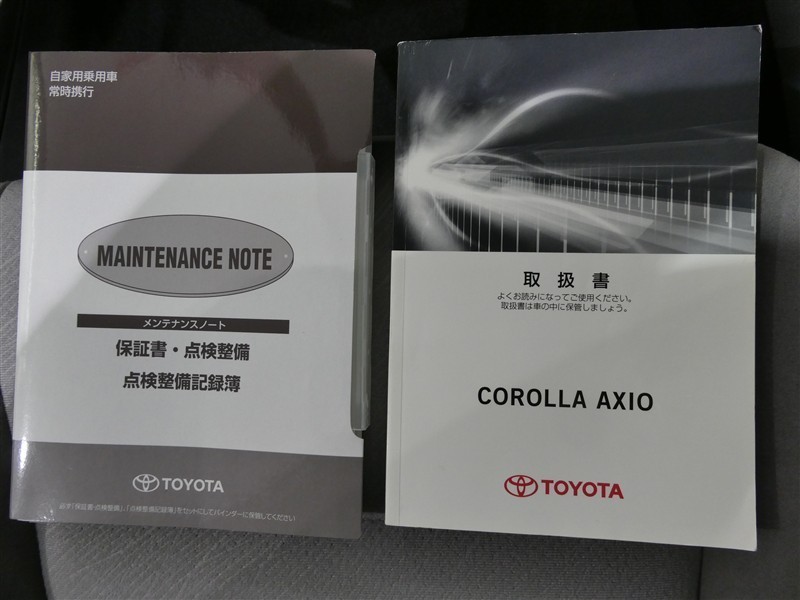 自家用乗用車
常時携行
MAINTENANCE NOTE
メンテナンスノート
保証書・点検整備
点検整備記録簿
TOYOTA
必ず「保証書・点検整備」、「点検整備記録簿」をセットにしてバインダーに保管してください
取扱書
よくお読みになってご使用ください。
取扱書は車の中に保管しましょう。
COROLLA AXIO
TOYOTA